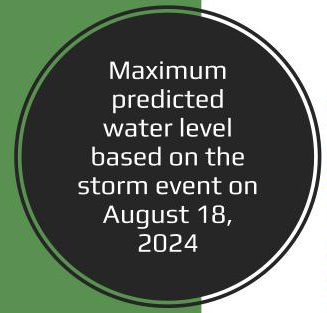 Maximum
predicted
water level
based on the
storm event on
August 18,
2024